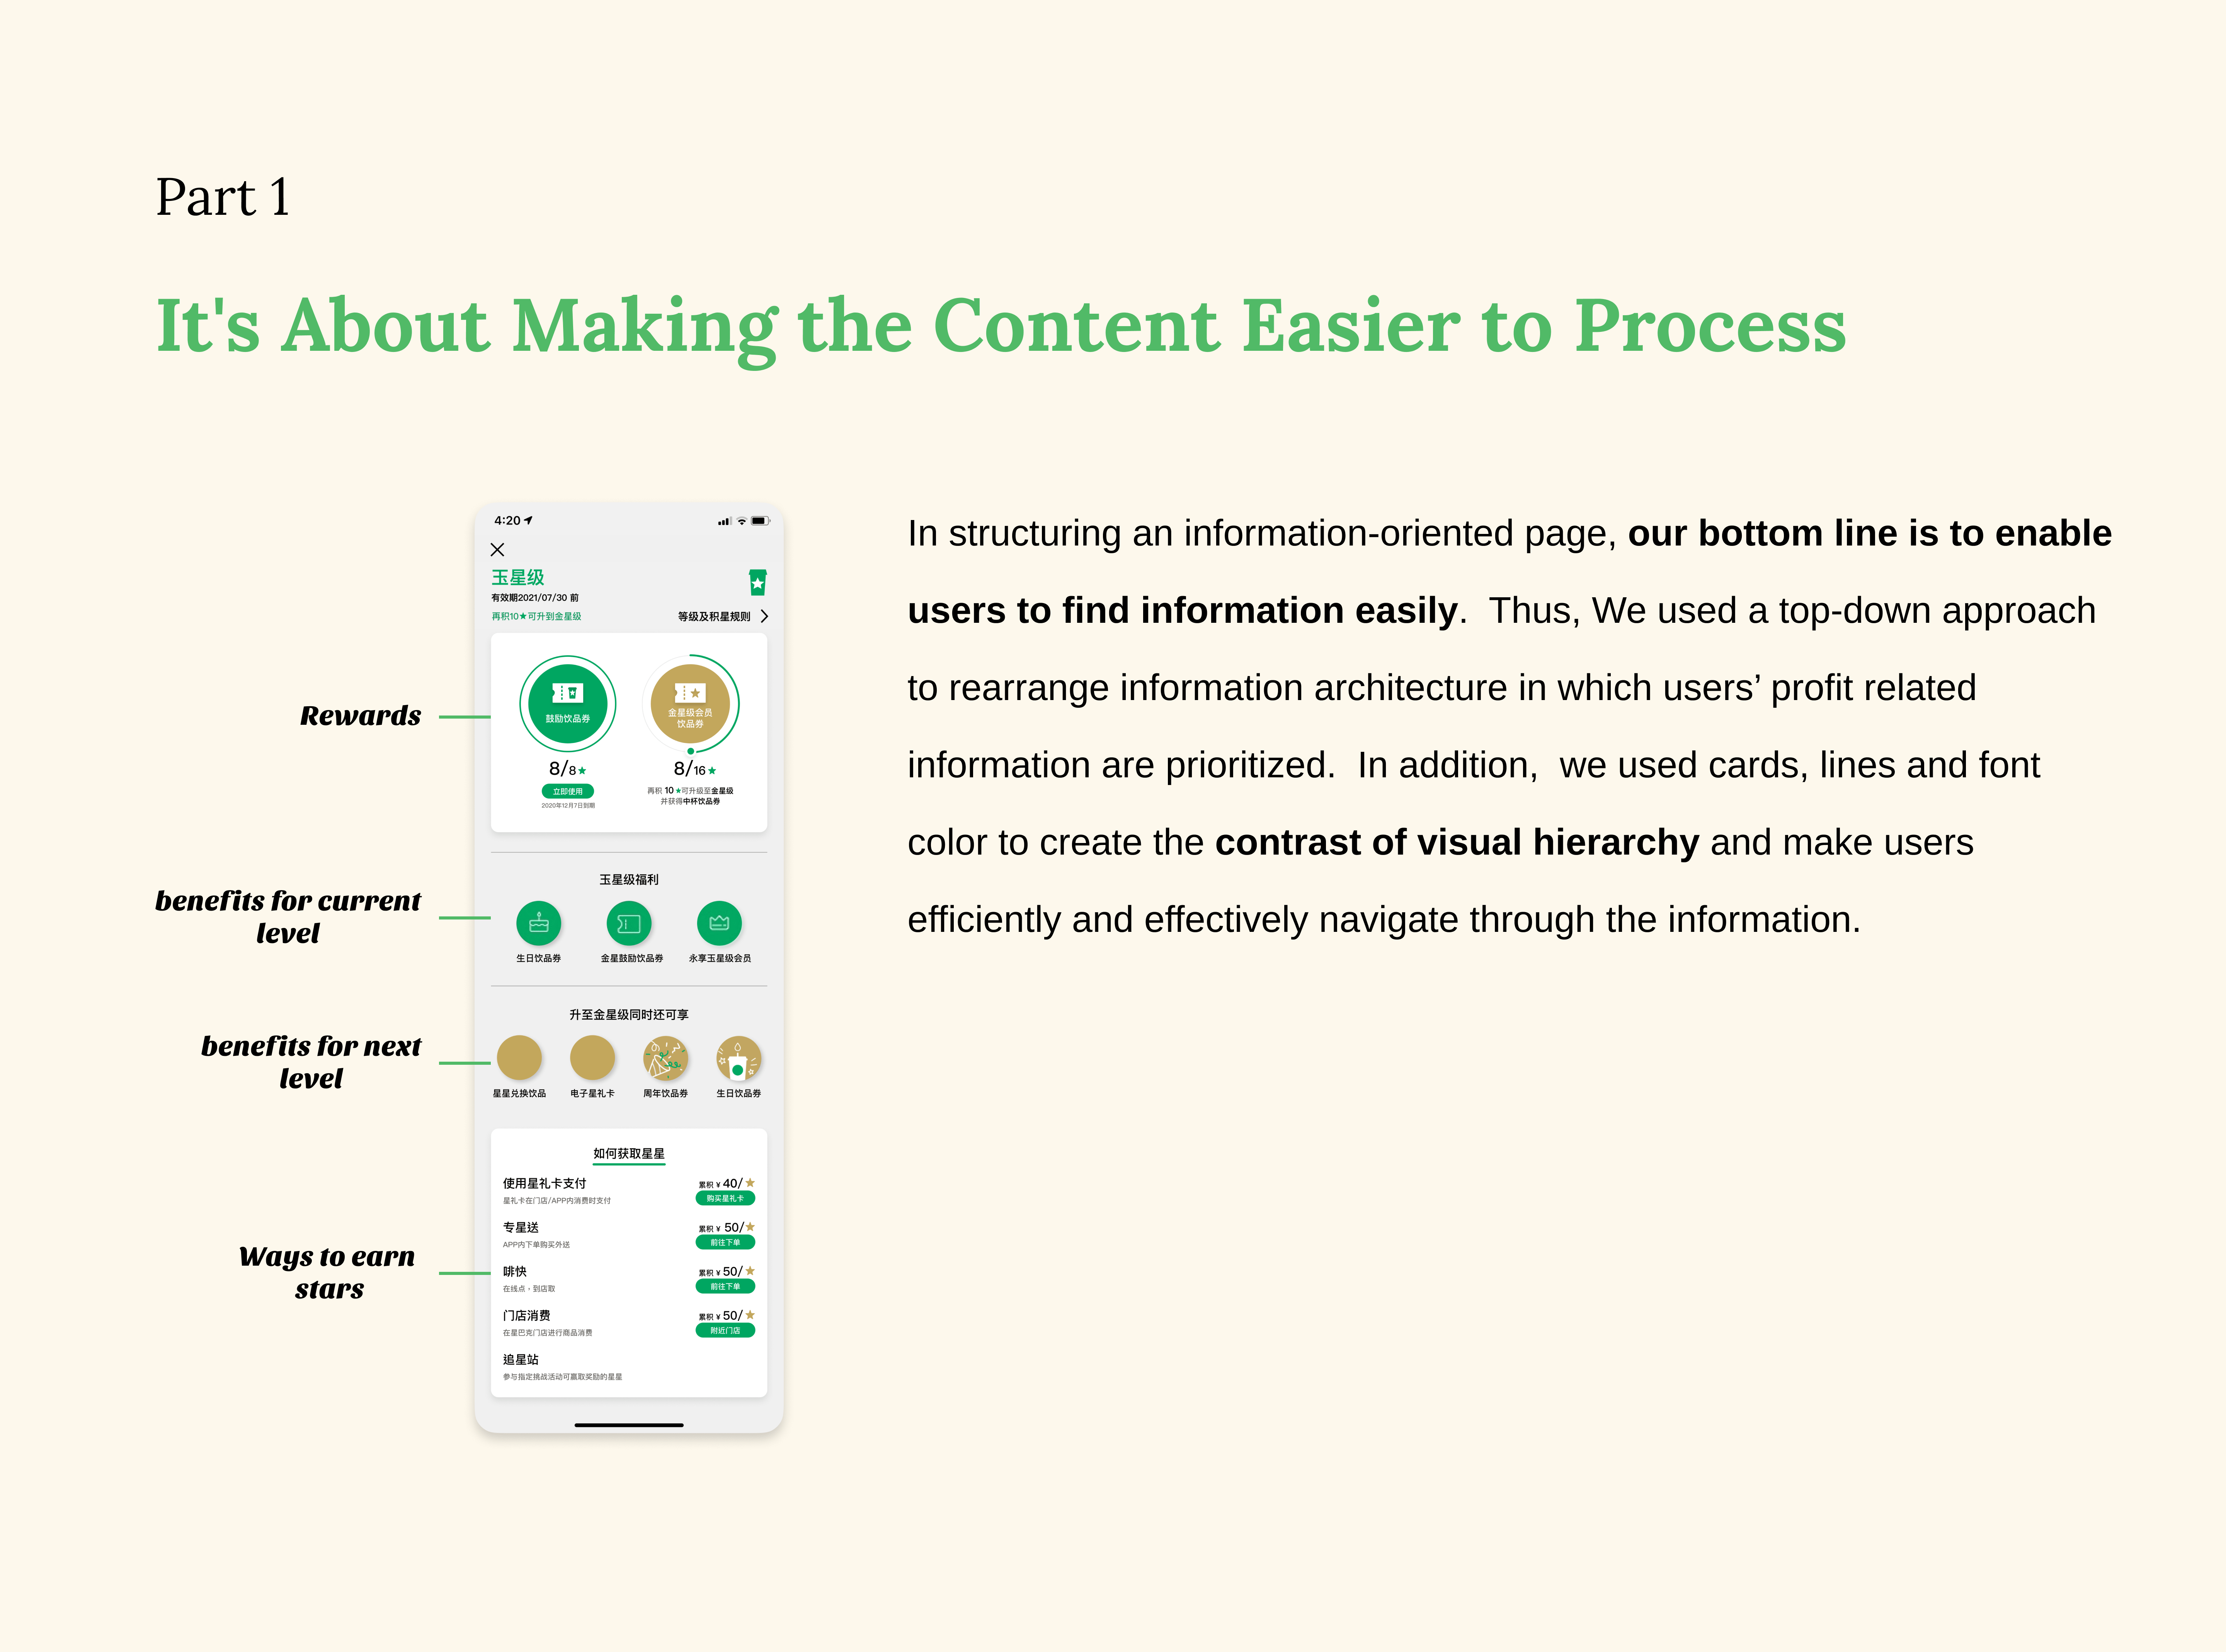 Part 1
It's About Making the Content Easier to Process
4:20
玉星级
有效期2021/07/30 前
再积10★可升到金星级
等级及积星规则
Rewards
鼓励饮品券
金星级会员
饮品券
8/8★
8/16★
立即使用
2020年12月7日到期
再积 10 ★可升级至金星级
并获得中杯饮品券
benefits for current
level
玉星级福利
生日饮品券
金星鼓励饮品券
永享玉星级会员
benefits for next
level
升至金星级同时还可享
星星兑换饮品
电子星礼卡
周年饮品券
生日饮品券
Ways to earn
stars
如何获取星星
使用星礼卡支付
累积 ¥ 40/★
星礼卡在门店/APP内消费时支付
购买星礼卡
专星送
累积 ¥ 50/★
APP内下单购买外送
前往下单
啡快
累积 ¥ 50/★
在线点，到店取
前往下单
门店消费
累积 ¥ 50/★
在星巴克门店进行商品消费
附近门店
追星站
参与指定挑战活动可赢取奖励的星星
In structuring an information-oriented page, our bottom line is to enable
users to find information easily.  Thus, We used a top-down approach
to rearrange information architecture in which users’ profit related
information are prioritized.  In addition,  we used cards, lines and font
color to create the contrast of visual hierarchy and make users
efficiently and effectively navigate through the information.